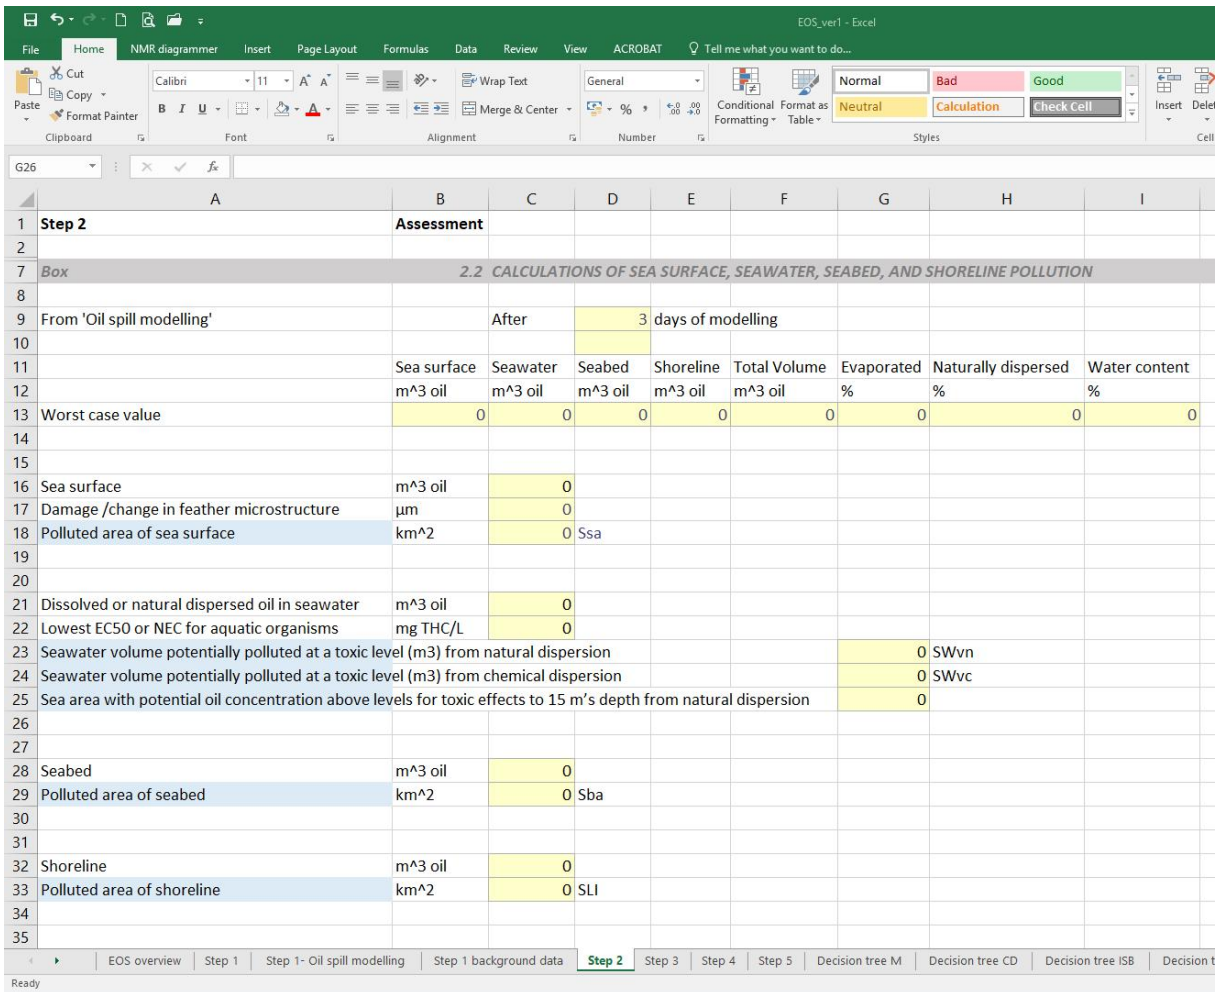 EOS_ver1 - Excel
File Home NMR diagrammer Insert Page Layout Formulas Data Review View ACROBAT Tell me what you want to do...
Paste
Cut
Copy
Format Painter
Clipboard
Calibri 11
B I U
Font
Wrap Text
Merge & Center
Alignment
General
% ,
Number
Conditional Formatting
Format as Table
Normal Bad Good
Neutral Calculation Check Cell
Styles
Insert Delet
Cell
G26 fx
A B C D E F G H I
1 Step 2 Assessment
2
7 Box 2.2 CALCULATIONS OF SEA SURFACE, SEAWATER, SEABED, AND SHORELINE POLLUTION
8
9 From 'Oil spill modelling' After 3 days of modelling
10
11 Sea surface Seawater Seabed Shoreline Total Volume Evaporated Naturally dispersed Water content
12 m^3 oil m^3 oil m^3 oil m^3 oil m^3 oil % % %
13 Worst case value 0 0 0 0 0 0 0 0
14
15
16 Sea surface m^3 oil 0
17 Damage /change in feather microstructure µm 0
18 Polluted area of sea surface km^2 0 Ssa
19
20
21 Dissolved or natural dispersed oil in seawater m^3 oil 0
22 Lowest EC50 or NEC for aquatic organisms mg THC/L 0
23 Seawater volume potentially polluted at a toxic level (m3) from natural dispersion 0 SWvn
24 Seawater volume potentially polluted at a toxic level (m3) from chemical dispersion 0 SWvc
25 Sea area with potential oil concentration above levels for toxic effects to 15 m’s depth from natural dispersion 0
26
27
28 Seabed m^3 oil 0
29 Polluted area of seabed km^2 0 Sba
30
31
32 Shoreline m^3 oil 0
33 Polluted area of shoreline km^2 0 SLI
34
35
EOS overview Step 1 Step 1- Oil spill modelling Step 1 background data Step 2 Step 3 Step 4 Step 5 Decision tree M Decision tree CD Decision tree ISB Decision t
Ready